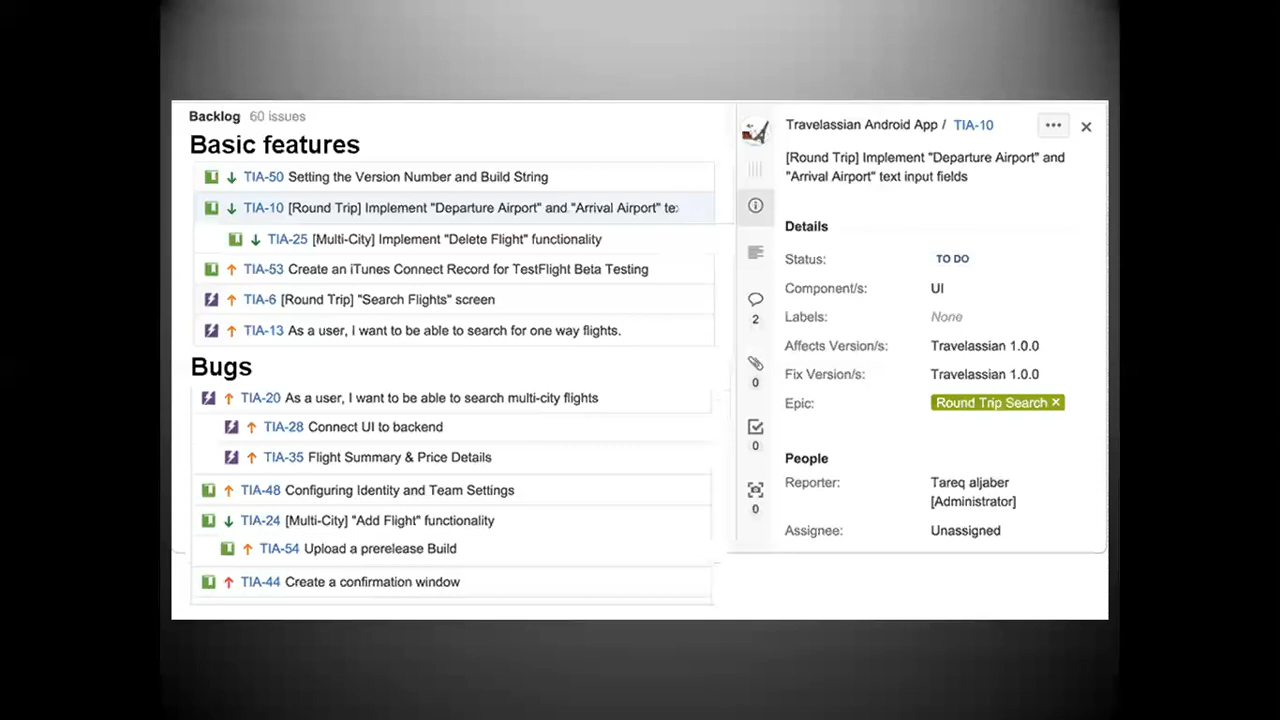 Backlog 60 issues
Basic features
TIA-50 Setting the Version Number and Build String
TIA-10 [Round Trip] Implement "Departure Airport" and "Arrival Airport" te
TIA-25 [Multi-City] Implement "Delete Flight" functionality
TIA-53 Create an iTunes Connect Record for TestFlight Beta Testing
TIA-6 [Round Trip] "Search Flights" screen
TIA-13 As a user, I want to be able to search for one way flights.
Bugs
TIA-20 As a user, I want to be able to search multi-city flights
TIA-28 Connect UI to backend
TIA-35 Flight Summary & Price Details
TIA-48 Configuring Identity and Team Settings
TIA-24 [Multi-City] "Add Flight" functionality
TIA-54 Upload a prerelease Build
TIA-44 Create a confirmation window
2
0
0
0
Travelassian Android App / TIA-10
[Round Trip] Implement "Departure Airport" and
"Arrival Airport" text input fields
Details
Status: TO DO
Component/s: UI
Labels: None
Affects Version/s: Travelassian 1.0.0
Fix Version/s: Travelassian 1.0.0
Epic: Round Trip Search ×
People
Reporter: Tareq aljaber
[Administrator]
Assignee: Unassigned